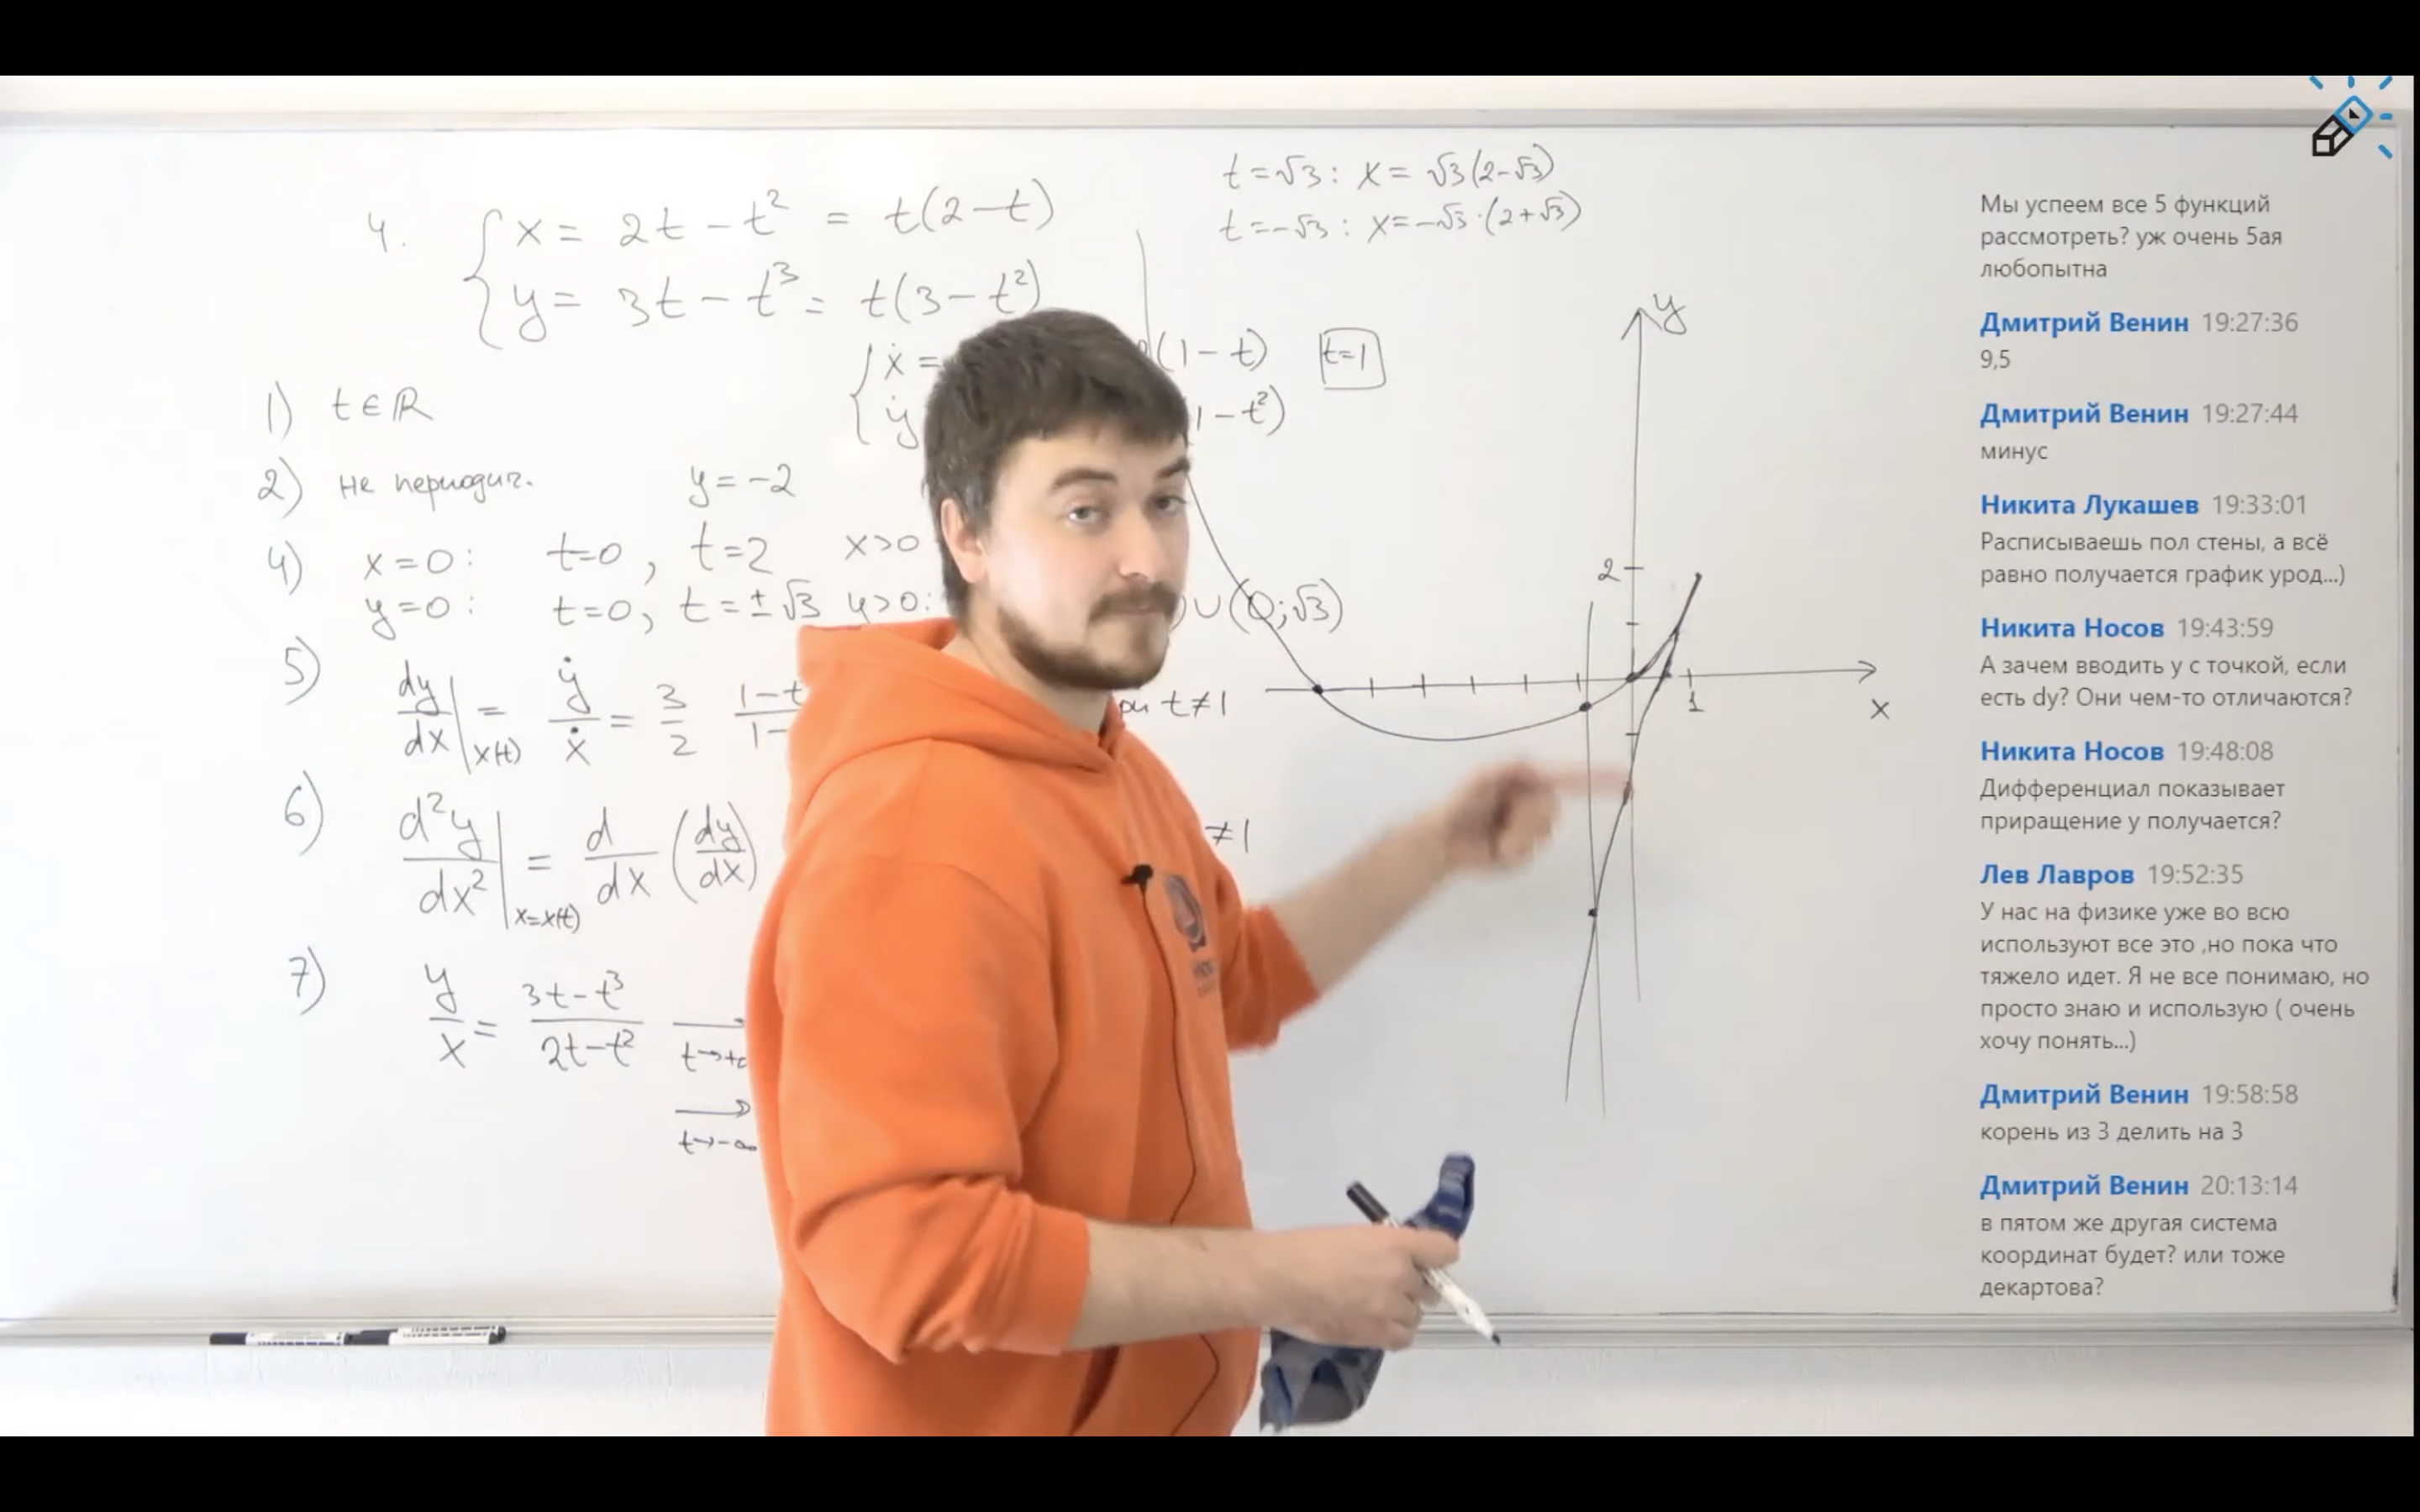 t=√3: x= √3(2-√3)
t=-√3: x=-√3·(2+√3)
4. { x= 2t-t² = t(2-t)
y= 3t-t³= t(3-t²)
{ ẋ= (1-t) t=1
ẏ 1-t²)
1) t∈ℝ
2) не периодич. y=-2
4) x=0: t=0, t=2 x>0
y=0: t=0, t=±√3 y>0: )∪(0;√3)
5) dy/dx |x(t) = ẏ/ẋ = 3/2 1-t/1- при t≠1
6) d²y/dx² |x=x(t) = d/dx (dy/dx) ≠1
7) y/x = 3t-t³/2t-t²
t→+
t→-∞
y
2
1
x
Мы успеем все 5 функций
рассмотреть? уж очень 5ая
любопытна
Дмитрий Венин 19:27:36
9,5
Дмитрий Венин 19:27:44
минус
Никита Лукашев 19:33:01
Расписываешь пол стены, а всё
равно получается график урод...)
Никита Носов 19:43:59
А зачем вводить у с точкой, если
есть dy? Они чем-то отличаются?
Никита Носов 19:48:08
Дифференциал показывает
приращение у получается?
Лев Лавров 19:52:35
У нас на физике уже во всю
используют все это ,но пока что
тяжело идет. Я не все понимаю, но
просто знаю и использую ( очень
хочу понять...)
Дмитрий Венин 19:58:58
корень из 3 делить на 3
Дмитрий Венин 20:13:14
в пятом же другая система
координат будет? или тоже
декартова?